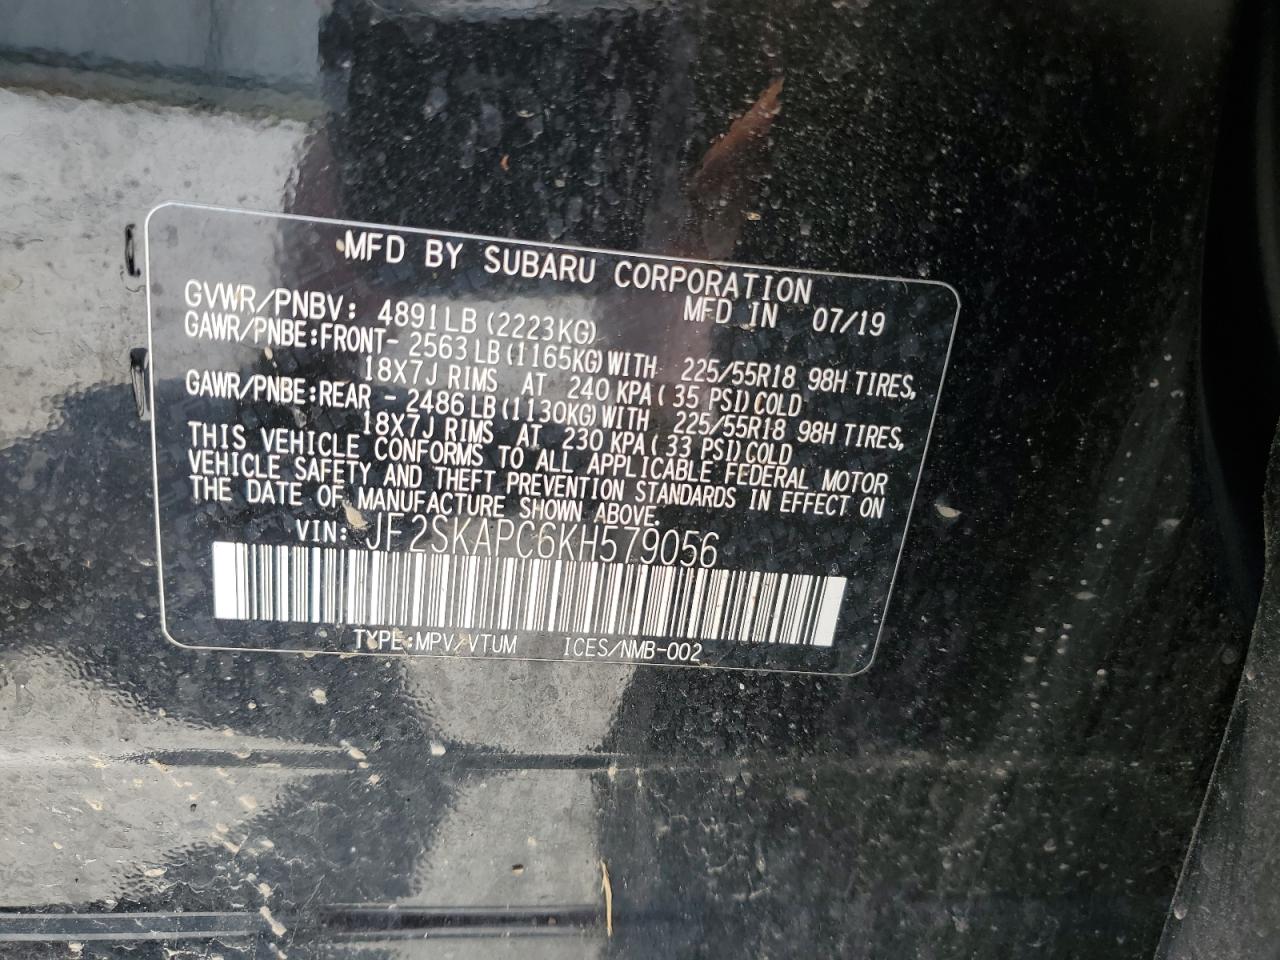 MFD BY SUBARU CORPORATION
GVWR/PNBV: 4891LB (2223KG) MFD IN 07/19
GAWR/PNBE:FRONT- 2563 LB (1165KG) WITH 225/55R18 98H TIRES,
18X7J RIMS AT 240 KPA ( 35 PSI) COLD
GAWR/PNBE:REAR - 2486 LB (1130KG) WITH 225/55R18 98H TIRES,
18X7J RIMS AT 230 KPA ( 33 PSI) COLD
THIS VEHICLE CONFORMS TO ALL APPLICABLE FEDERAL MOTOR
VEHICLE SAFETY AND THEFT PREVENTION STANDARDS IN EFFECT ON
THE DATE OF MANUFACTURE SHOWN ABOVE.
VIN: JF2SKAPC6KH579056
TYPE:MPV/VTUM ICES/NMB-002